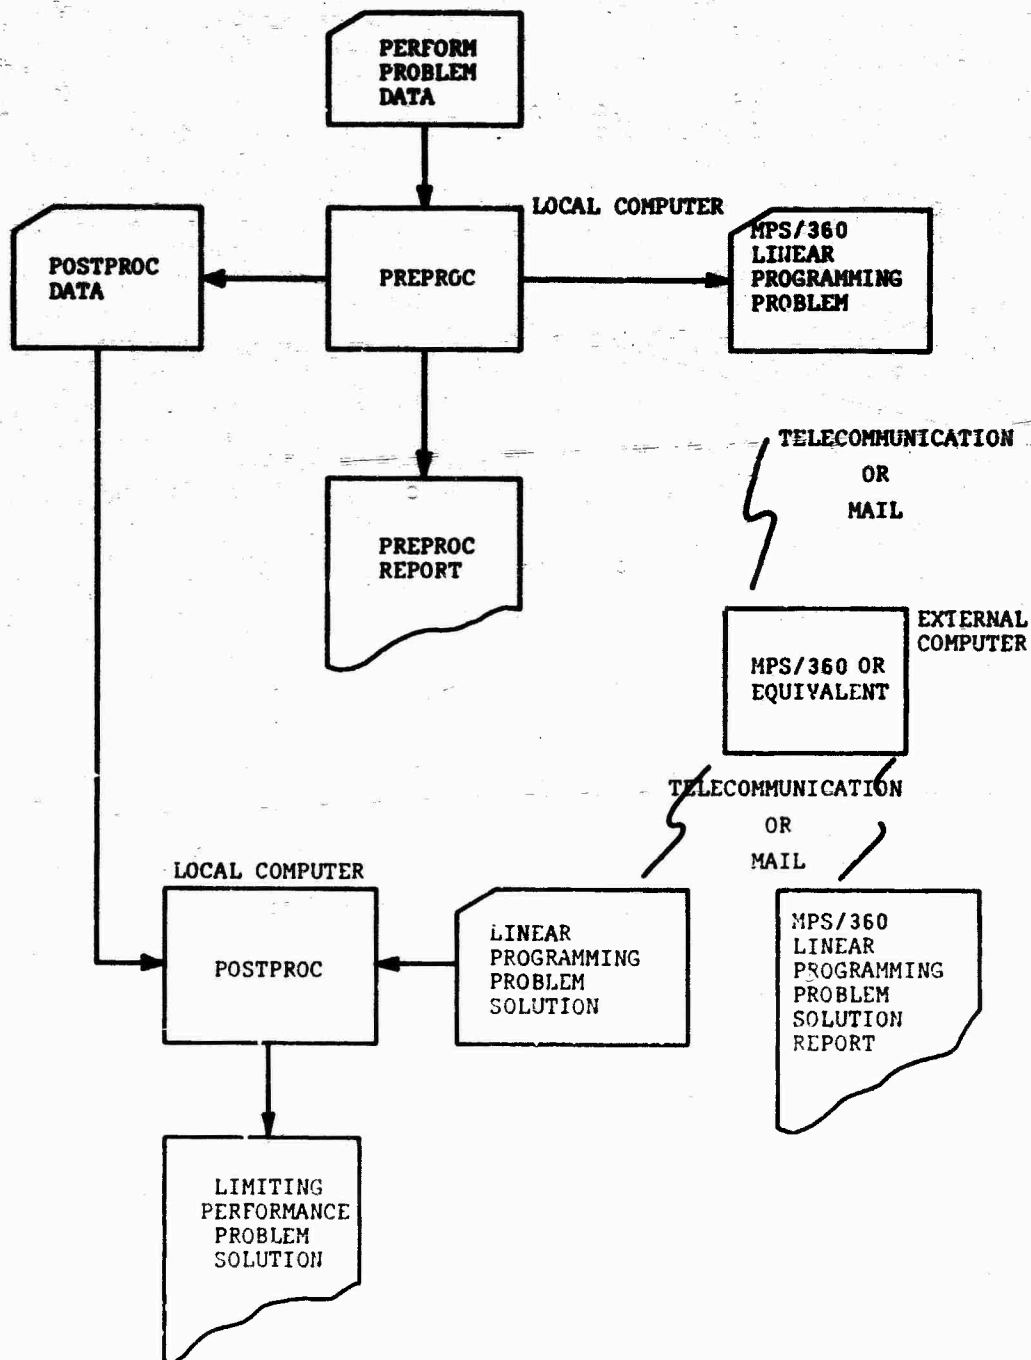 PERFORM
PROBLEM
DATA
LOCAL COMPUTER
POSTPROC
DATA
PREPROC
MPS/360
LINEAR
PROGRAMMING
PROBLEM
TELECOMMUNICATION
OR
MAIL
PREPROC
REPORT
EXTERNAL
COMPUTER
MPS/360 OR
EQUIVALENT
TELECOMMUNICATION
OR
MAIL
LOCAL COMPUTER
POSTPROC
LINEAR
PROGRAMMING
PROBLEM
SOLUTION
MPS/360
LINEAR
PROGRAMMING
PROBLEM
SOLUTION
REPORT
LIMITING
PERFORMANCE
PROBLEM
SOLUTION